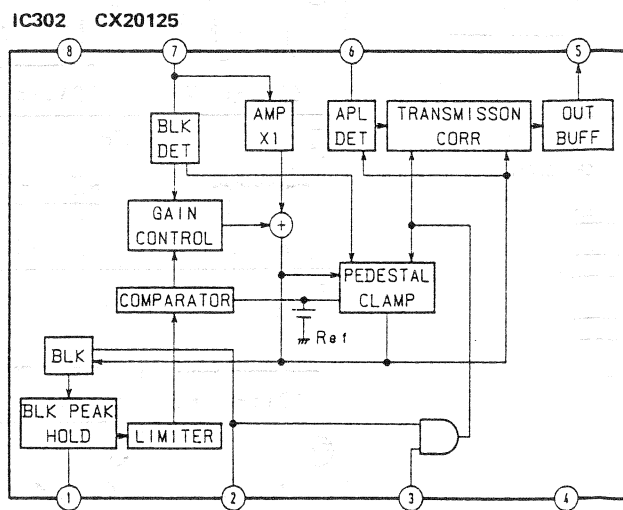 IC302 CX20125
8 7 6 5
BLK
DET
AMP
X1
APL
DET
TRANSMISSON
CORR
OUT
BUFF
GAIN
CONTROL
+
PEDESTAL
CLAMP
COMPARATOR
Ref
BLK
BLK PEAK
HOLD
LIMITER
1 2 3 4